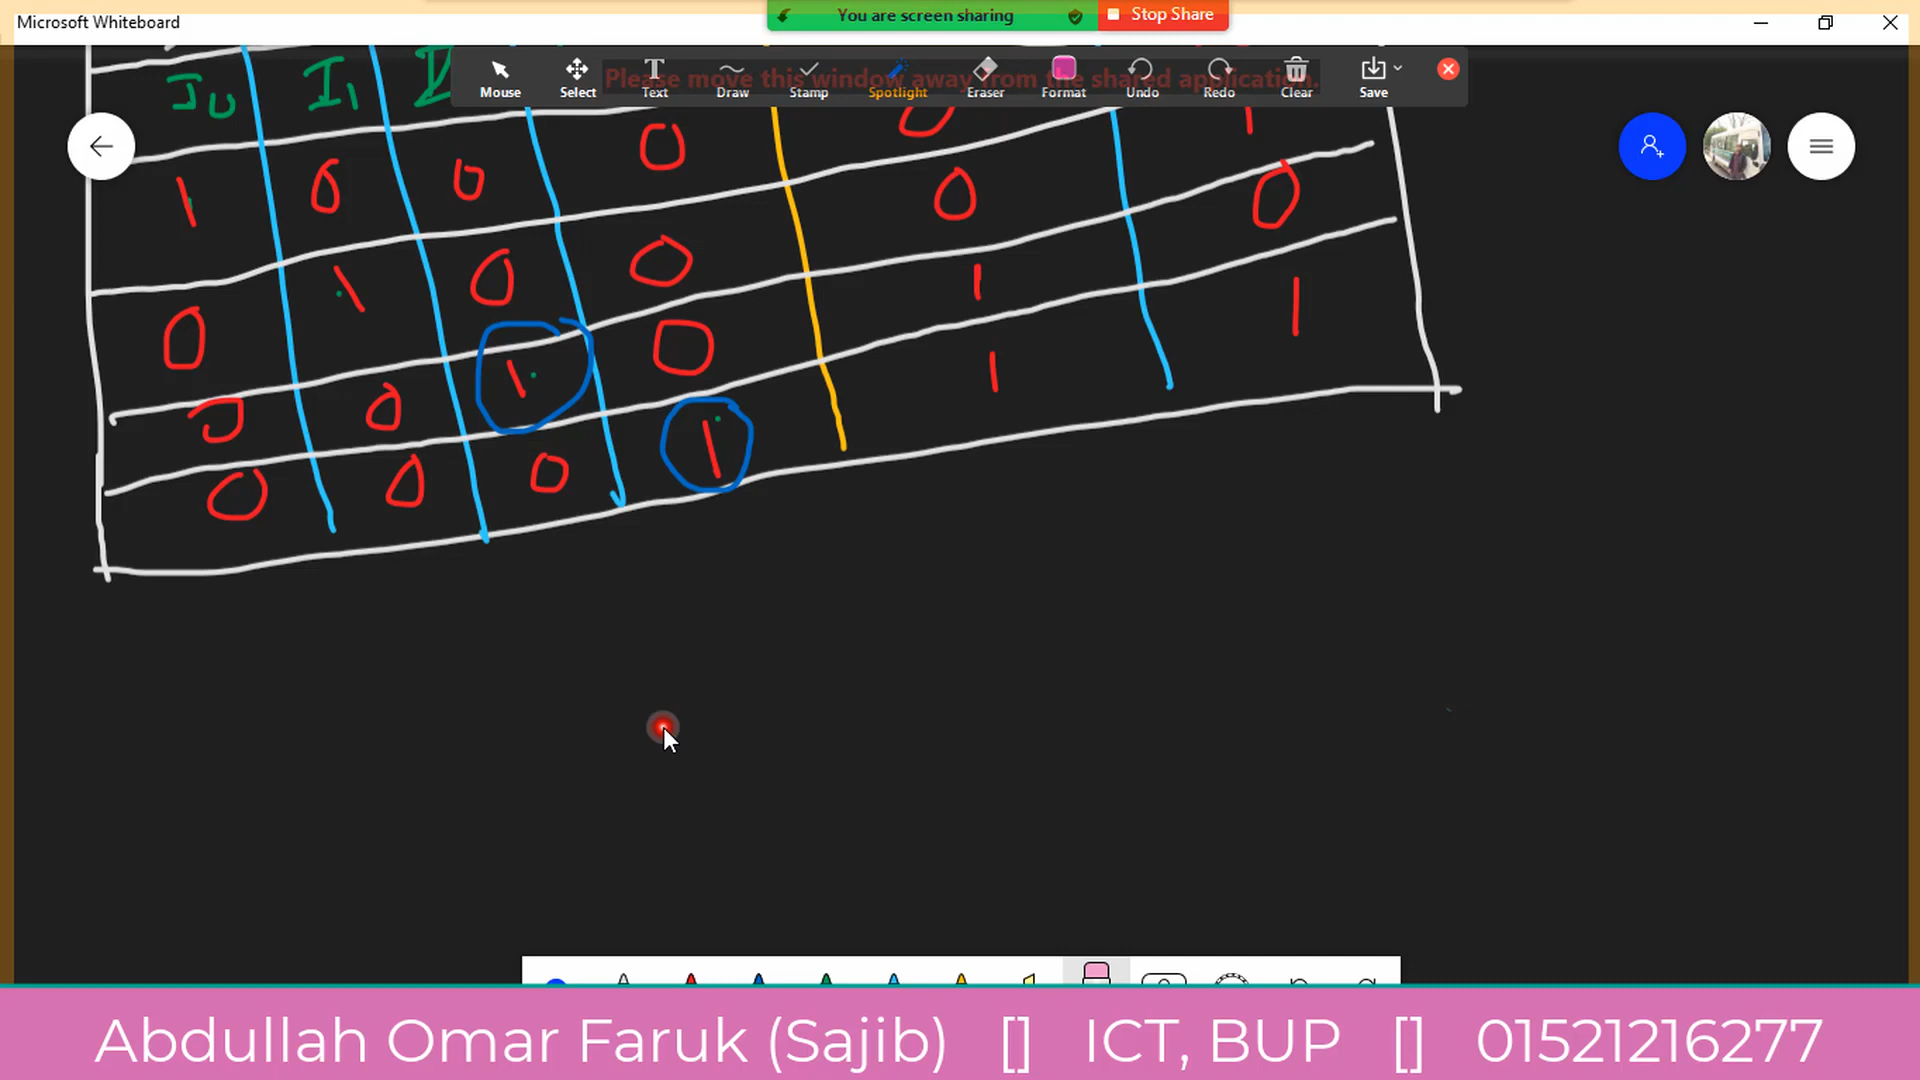 Microsoft Whiteboard
You are screen sharing
Stop Share
Please move this window away from the shared application.
Mouse Select Text Draw Stamp Spotlight Eraser Format Undo Redo Clear Save
I0 I1
0 1
1 0 0 0 0 0
0 1 0 0 1 1
0 0 1 0 1
0 0 0 1
Abdullah Omar Faruk (Sajib) [] ICT, BUP [] 01521216277